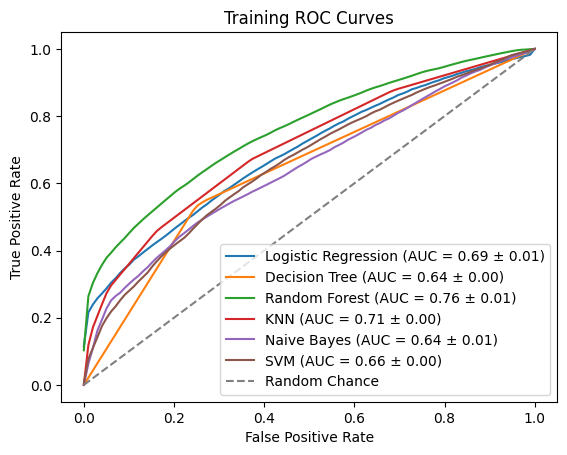 Training ROC Curves
True Positive Rate
1.0
0.8
0.6
0.4
0.2
0.0
Logistic Regression (AUC = 0.69 ± 0.01)
Decision Tree (AUC = 0.64 ± 0.00)
Random Forest (AUC = 0.76 ± 0.01)
KNN (AUC = 0.71 ± 0.00)
Naive Bayes (AUC = 0.64 ± 0.01)
SVM (AUC = 0.66 ± 0.00)
Random Chance
0.0 0.2 0.4 0.6 0.8 1.0
False Positive Rate